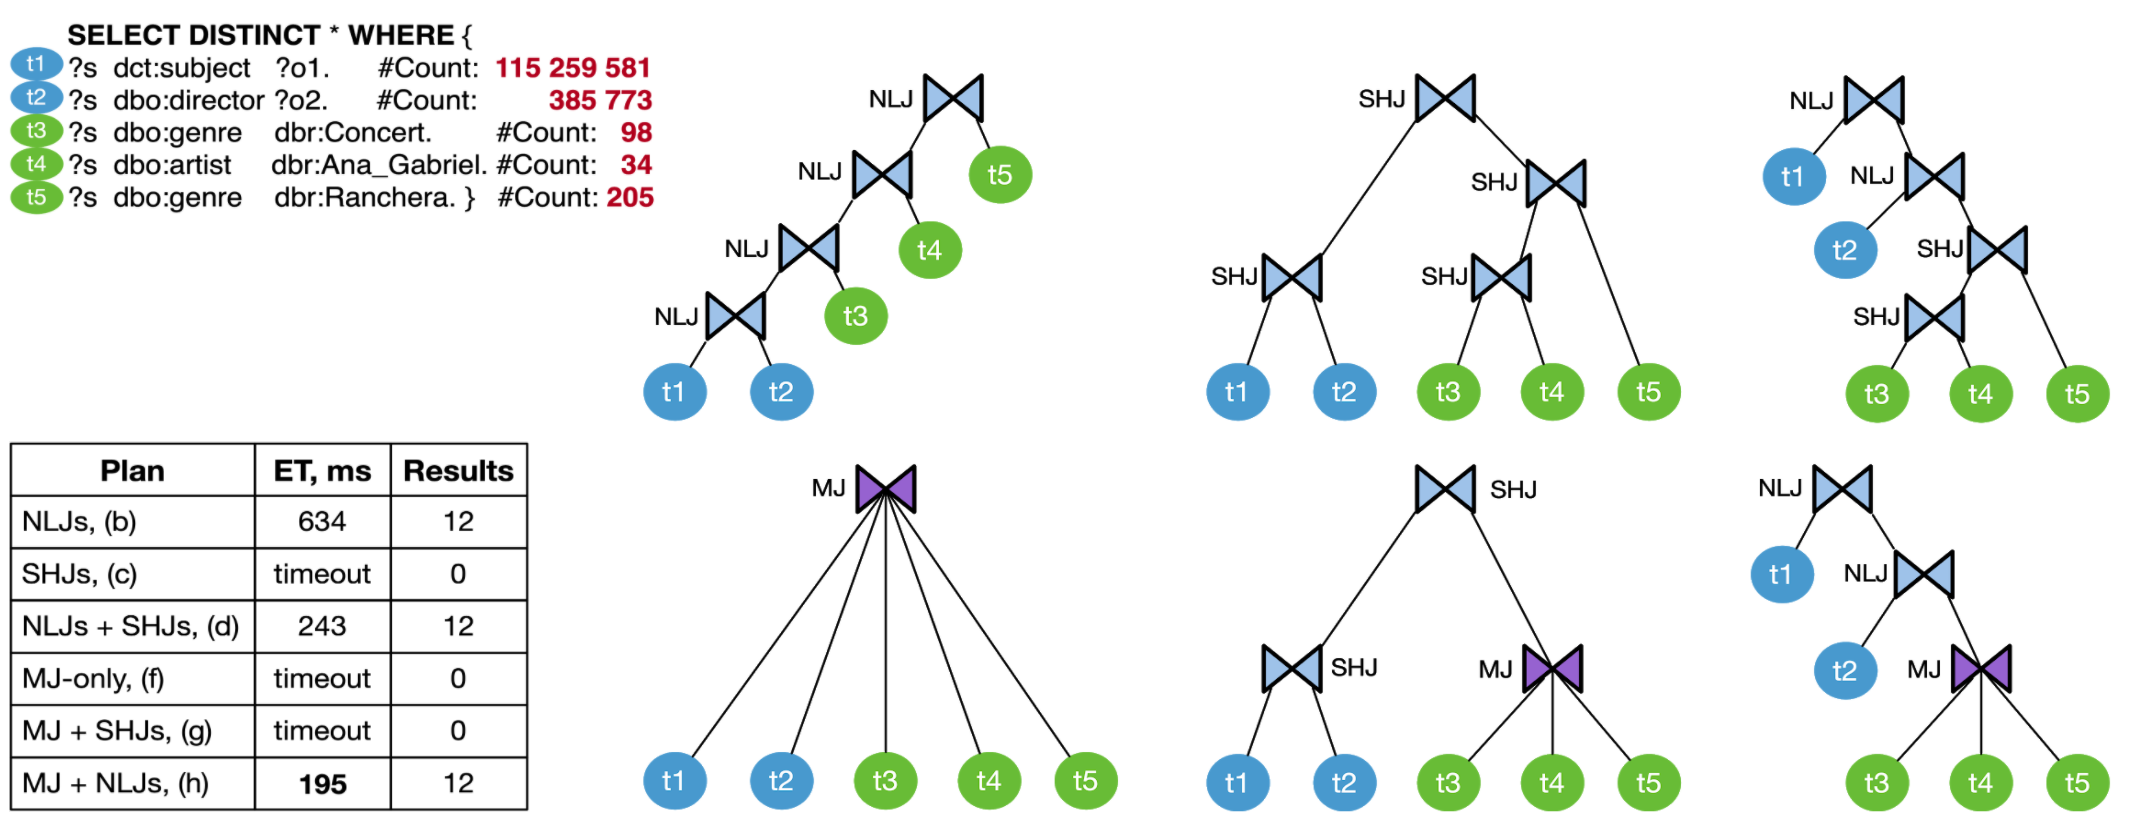 SELECT DISTINCT * WHERE {
t1 ?s dct:subject ?o1. #Count: 115 259 581
t2 ?s dbo:director ?o2. #Count: 385 773
t3 ?s dbo:genre dbr:Concert. #Count: 98
t4 ?s dbo:artist dbr:Ana_Gabriel. #Count: 34
t5 ?s dbo:genre dbr:Ranchera. } #Count: 205
NLJ
NLJ
t5
NLJ
t4
NLJ
t3
t1 t2
SHJ
SHJ
SHJ SHJ
t1 t2 t3 t4 t5
NLJ
t1 NLJ
t2 SHJ
SHJ
t3 t4 t5
Plan ET, ms Results
NLJs, (b) 634 12
SHJs, (c) timeout 0
NLJs + SHJs, (d) 243 12
MJ-only, (f) timeout 0
MJ + SHJs, (g) timeout 0
MJ + NLJs, (h) 195 12
MJ
t1 t2 t3 t4 t5
SHJ
SHJ MJ
t1 t2 t3 t4 t5
NLJ
t1 NLJ
t2 MJ
t3 t4 t5